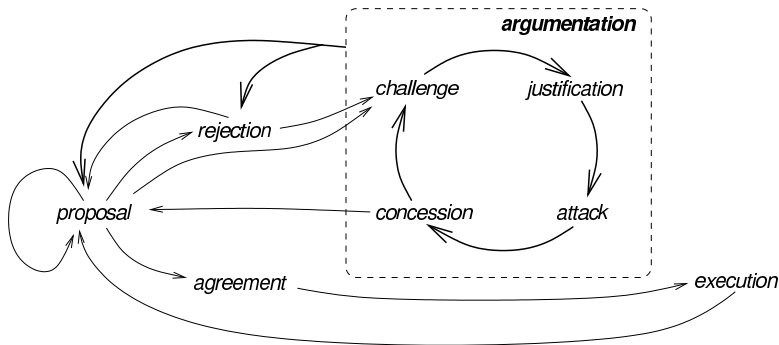 argumentation
challenge
justification
rejection
proposal
concession
attack
agreement
execution